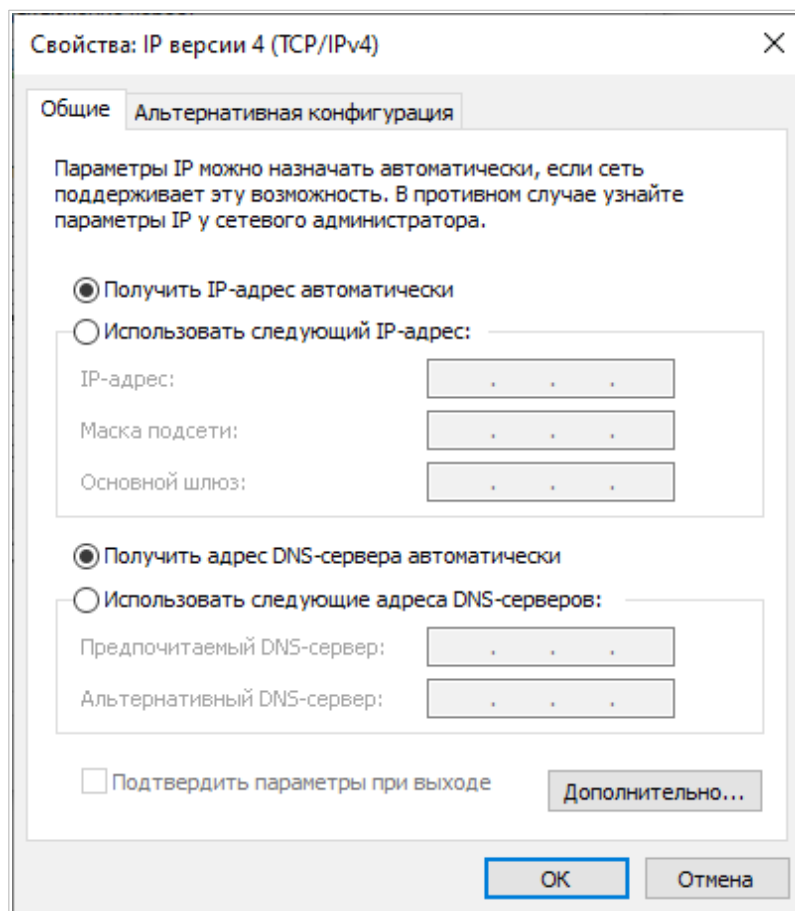 Свойства: IP версии 4 (TCP/IPv4)
Общие
Альтернативная конфигурация
Параметры IP можно назначать автоматически, если сеть
поддерживает эту возможность. В противном случае узнайте
параметры IP у сетевого администратора.
Получить IP-адрес автоматически
Использовать следующий IP-адрес:
IP-адрес:
Маска подсети:
Основной шлюз:
Получить адрес DNS-сервера автоматически
Использовать следующие адреса DNS-серверов:
Предпочитаемый DNS-сервер:
Альтернативный DNS-сервер:
Подтвердить параметры при выходе
Дополнительно...
ОК
Отмена